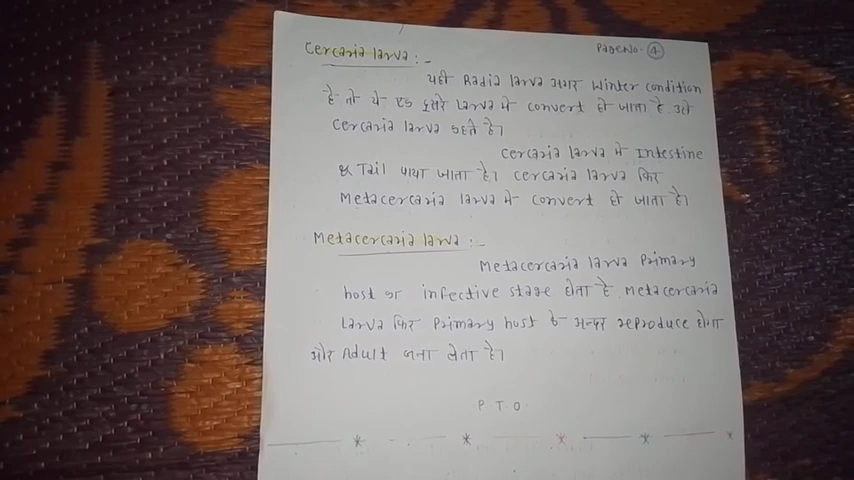 Page No. 4
Cercaria larva :-
यही Radia larva अगर Winter condition
है तो ये एक दूसरे Larva मे convert हो जाता है उसे
Cercaria larva कहते है।
Cercaria larva मे Intestine
& Tail पाया जाता है। Cercaria larva फिर
Metacercaria larva मे convert हो जाता है।
Metacercaria larva :-
Metacercaria larva Primary
host or infective stage होता है Metacercaria
Larva फिर Primary host के अन्दर reproduce होगा
और Adult बना लेता है।
P.T.O